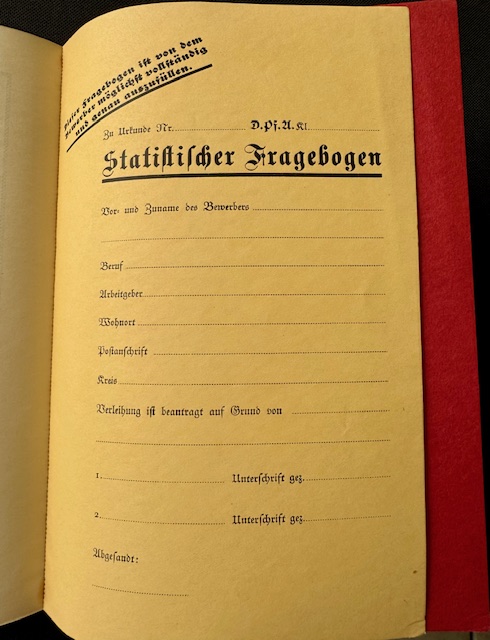 Dieser Fragebogen ist von dem
Bewerber möglichst vollständig
und genau auszufüllen.
Zu Urkunde Nr. D.Pf.A.Kl.
Statistischer Fragebogen
Vor- und Zuname des Bewerbers
Beruf
Arbeitgeber
Wohnort
Postanschrift
Kreis
Verleihung ist beantragt auf Grund von
1. Unterschrift gez.
2. Unterschrift gez.
Abgesandt: